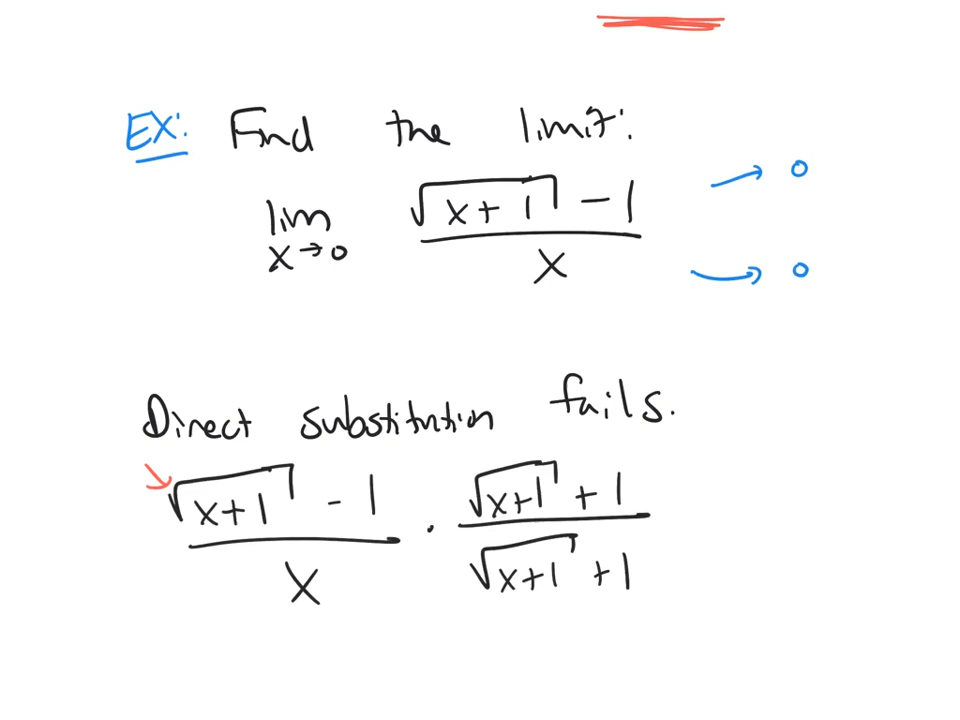 EX: Find the limit:
lim x→0 (√(x+1) - 1)/x → 0 → 0
Direct substitution fails.
(√(x+1) - 1)/x · (√(x+1) + 1)/(√(x+1) + 1)